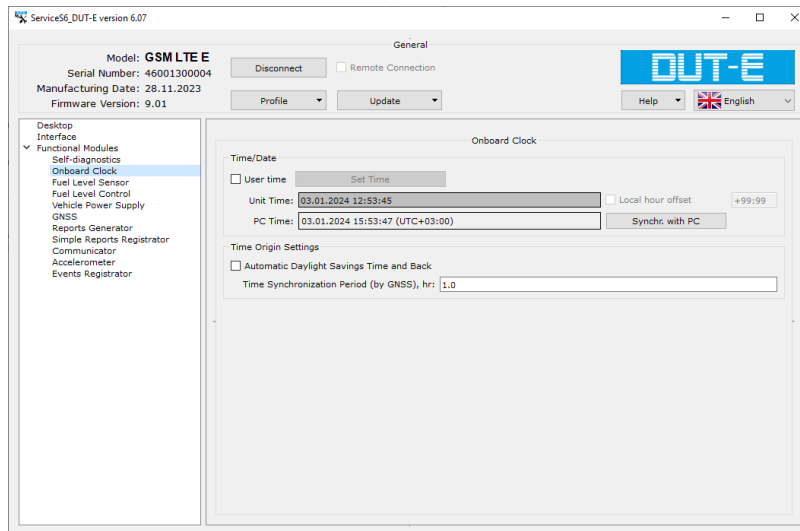 ServiceS6_DUT-E version 6.07
General
Model: GSM LTE E
Serial Number: 46001300004
Manufacturing Date: 28.11.2023
Firmware Version: 9.01
Disconnect
Remote Connection
Profile
Update
DUT-E
Help
English
Desktop
Interface
Functional Modules
Self-diagnostics
Onboard Clock
Fuel Level Sensor
Fuel Level Control
Vehicle Power Supply
GNSS
Reports Generator
Simple Reports Registrator
Communicator
Accelerometer
Events Registrator
Onboard Clock
Time/Date
User time
Set Time
Unit Time: 03.01.2024 12:53:45
Local hour offset
+99:99
PC Time: 03.01.2024 15:53:47 (UTC+03:00)
Synchr. with PC
Time Origin Settings
Automatic Daylight Savings Time and Back
Time Synchronization Period (by GNSS), hr: 1.0